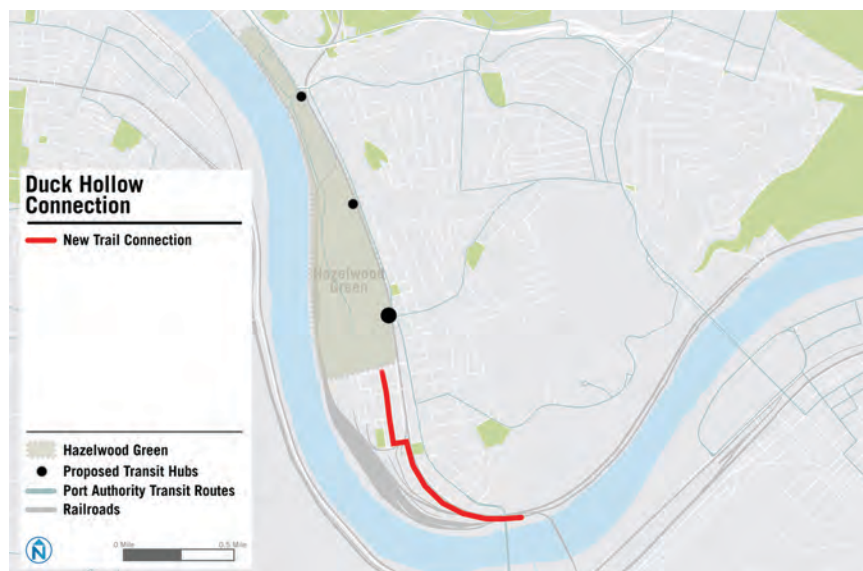 Duck Hollow
Connection
New Trail Connection
Hazelwood
Green
Hazelwood Green
Proposed Transit Hubs
Port Authority Transit Routes
Railroads
N
0 Mile
0.5 Mile